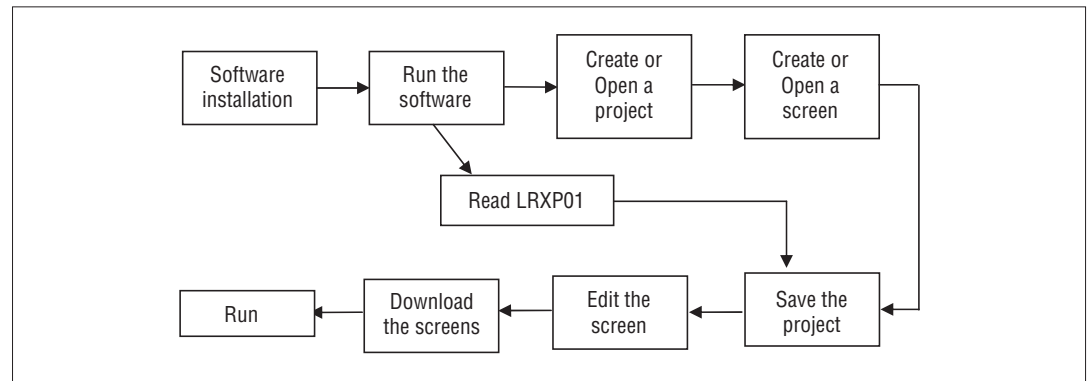 Software
installation
Run the
software
Create or
Open a
project
Create or
Open a
screen
Read LRXP01
Run
Download
the screens
Edit the
screen
Save the
project